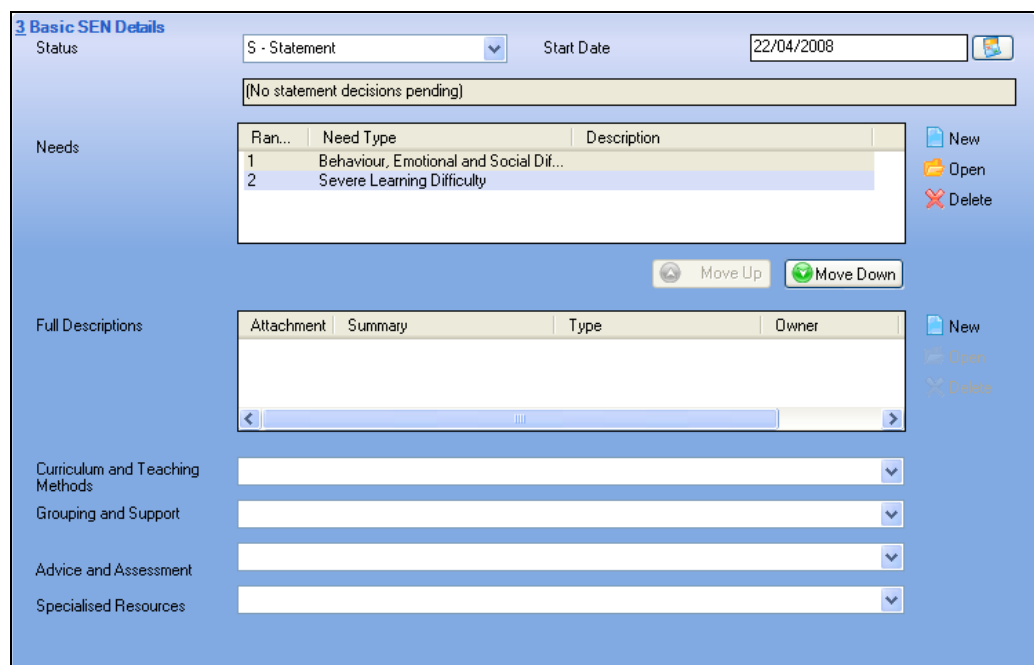 3 Basic SEN Details
Status S - Statement Start Date 22/04/2008
(No statement decisions pending)
Needs
Ran... Need Type Description
1 Behaviour, Emotional and Social Dif...
2 Severe Learning Difficulty
New
Open
Delete
Move Up Move Down
Full Descriptions
Attachment Summary Type Owner
New
Open
Delete
Curriculum and Teaching
Methods
Grouping and Support
Advice and Assessment
Specialised Resources